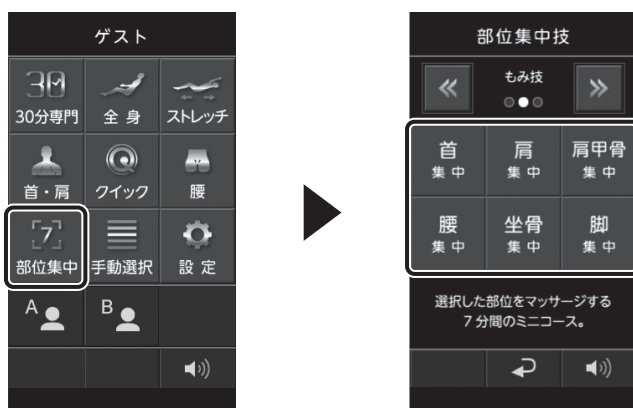 ゲスト
30
30分専門
全 身
ストレッチ
首・肩
クイック
腰
7
部位集中
手動選択
設 定
A
B
部位集中技
もみ技
首
集 中
肩
集 中
肩甲骨
集 中
腰
集 中
坐骨
集 中
脚
集 中
選択した部位をマッサージする
7 分間のミニコース。